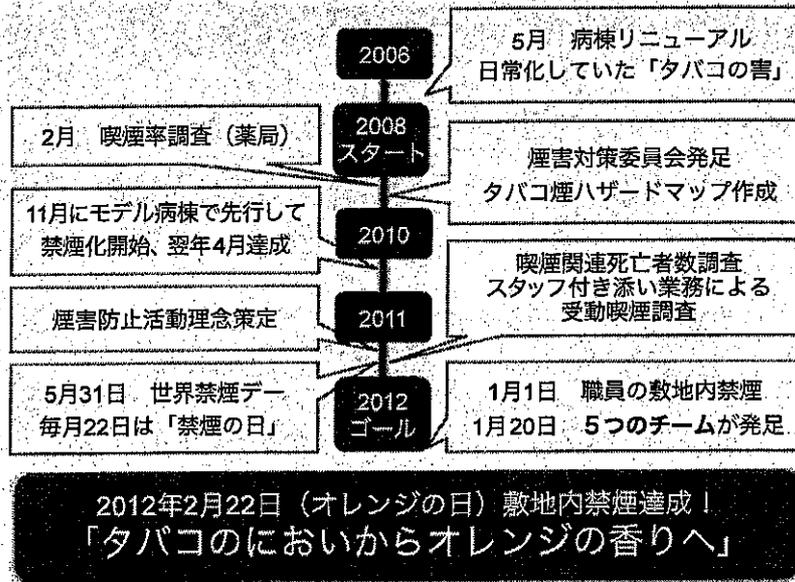 2006
5月 病棟リニューアル
日常化していた「タバコの害」
2008
スタート
2月 喫煙率調査(薬局)
煙害対策委員会発足
タバコ煙ハザードマップ作成
11月にモデル病棟で先行して
禁煙化開始、翌年4月達成
2010
喫煙関連死亡者数調査
スタッフ付き添い業務による
受動喫煙調査
煙害防止活動理念策定
2011
5月31日 世界禁煙デー
毎月22日は「禁煙の日」
2012
ゴール
1月1日 職員の敷地内禁煙
1月20日 5つのチームが発足
2012年2月22日(オレンジの日)敷地内禁煙達成!
「タバコのにおいからオレンジの香りへ」